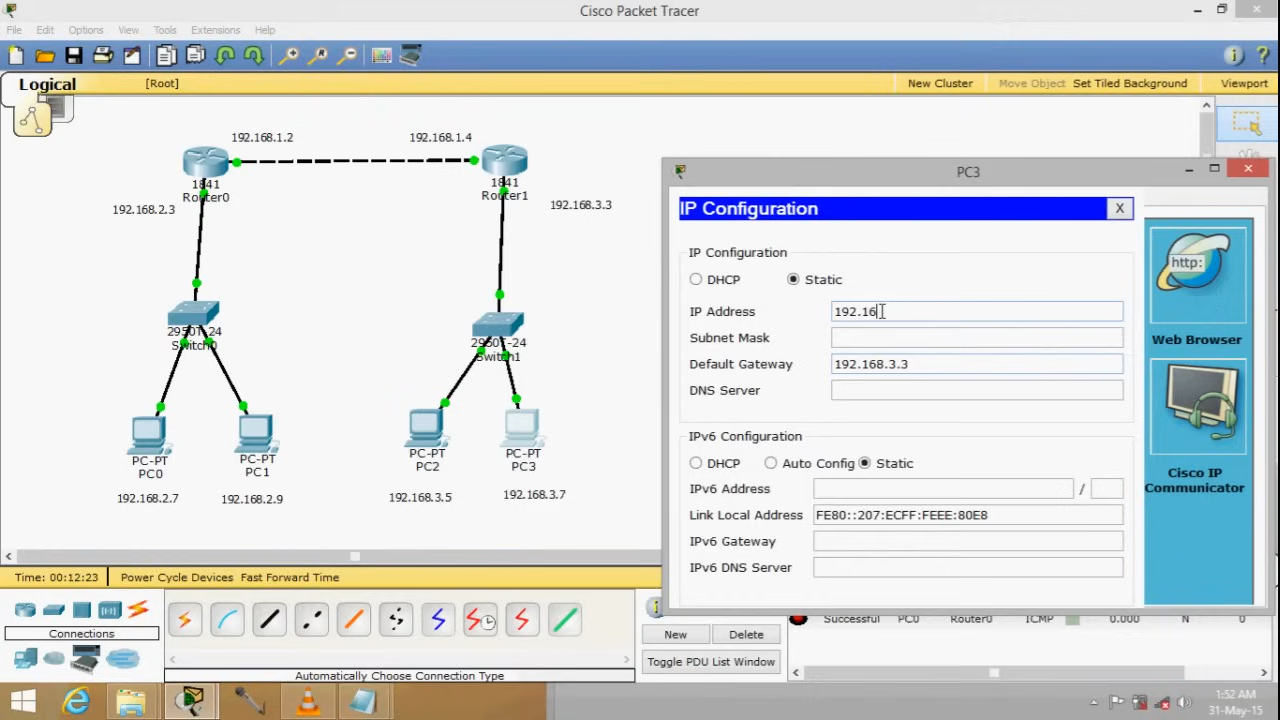 Cisco Packet Tracer
File Edit Options View Tools Extensions Help
Logical [Root] New Cluster Move Object Set Tiled Background Viewport
192.168.1.2 192.168.1.4
1841
Router0
1841
Router1
192.168.2.3
192.168.3.3
2950T-24
Switch0
2950T-24
Switch1
PC-PT
PC0
PC-PT
PC1
PC-PT
PC2
PC-PT
PC3
192.168.2.7
192.168.2.9
192.168.3.5
192.168.3.7
PC3
IP Configuration X
IP Configuration
DHCP Static
IP Address 192.16
Subnet Mask
Default Gateway 192.168.3.3
DNS Server
IPv6 Configuration
DHCP Auto Config Static
IPv6 Address /
Link Local Address FE80::207:ECFF:FEEE:80E8
IPv6 Gateway
IPv6 DNS Server
http:
Web Browser
Cisco IP
Communicator
Time: 00:12:23 Power Cycle Devices Fast Forward Time
Connections
Automatically Choose Connection Type
New Delete
Toggle PDU List Window
Successful PC0 Router0 ICMP 0.000 N 0
1:52 AM
31-May-15